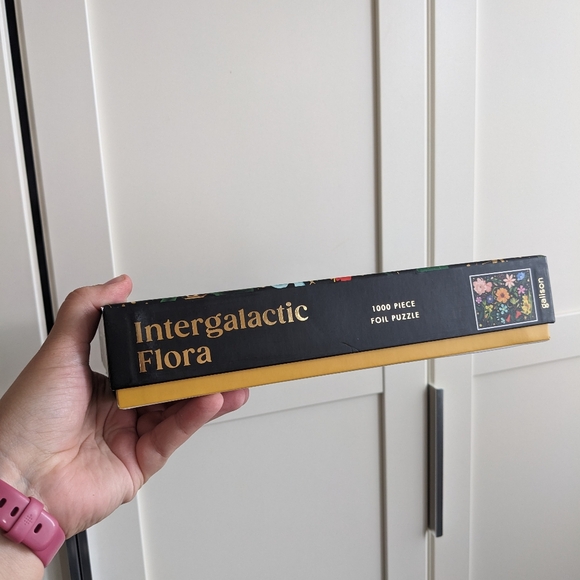 Intergalactic
Flora
1000 PIECE
FOIL PUZZLE
galison